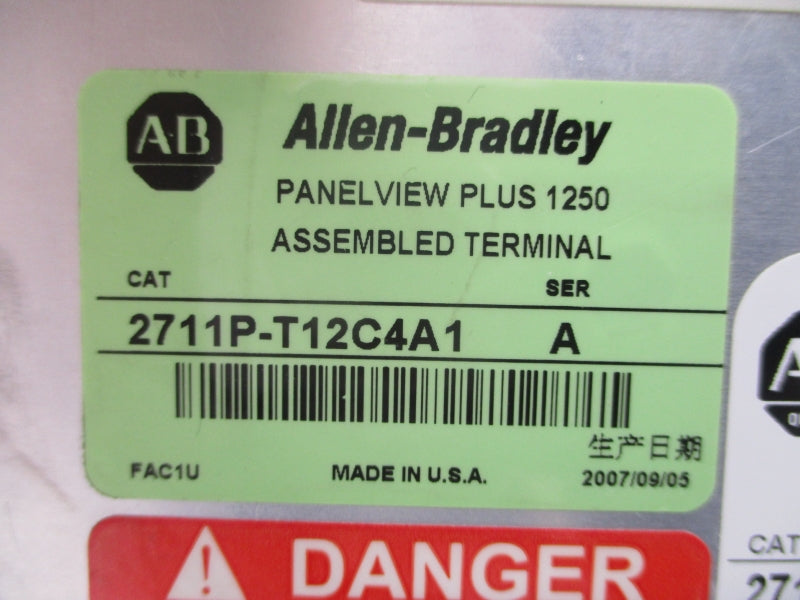 AB
Allen-Bradley
PANELVIEW PLUS 1250
ASSEMBLED TERMINAL
CAT SER
2711P-T12C4A1 A
生产日期
FAC1U MADE IN U.S.A. 2007/09/05
DANGER
CAT